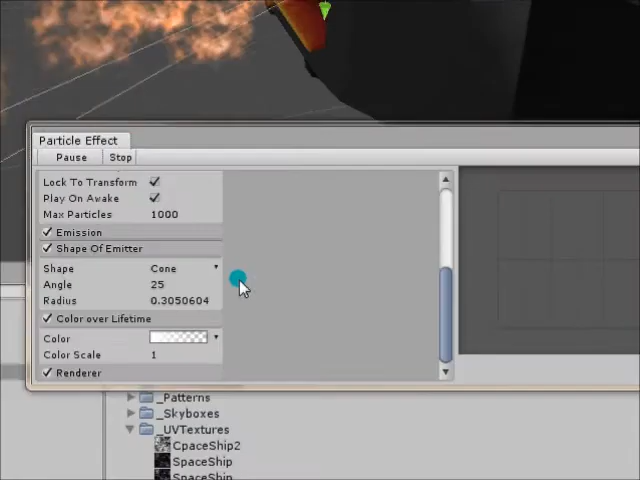 Particle Effect
Pause Stop
Lock To Transform
Play On Awake
Max Particles 1000
Emission
Shape Of Emitter
Shape Cone
Angle 25
Radius 0.3050604
Color over Lifetime
Color
Color Scale 1
Renderer
_Patterns
_Skyboxes
_UVTextures
CpaceShip2
SpaceShip
SpaceShip